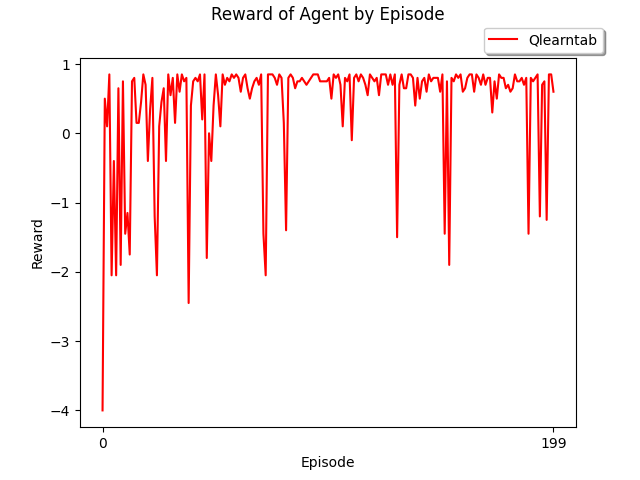 Reward of Agent by Episode
Qlearntab
1
0
−1
−2
−3
−4
Reward
0
199
Episode